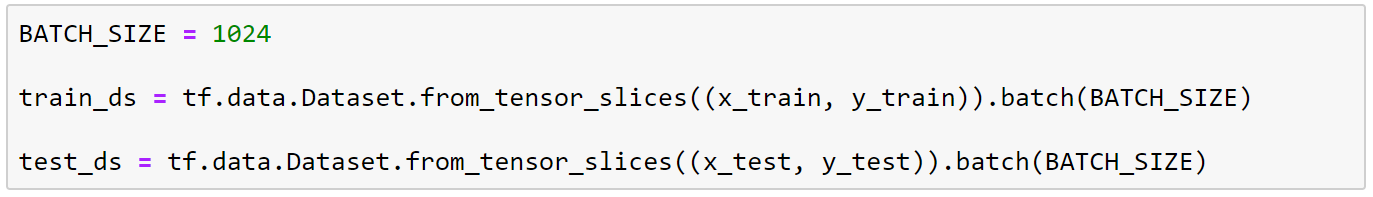 BATCH_SIZE = 1024
train_ds = tf.data.Dataset.from_tensor_slices((x_train, y_train)).batch(BATCH_SIZE)
test_ds = tf.data.Dataset.from_tensor_slices((x_test, y_test)).batch(BATCH_SIZE)